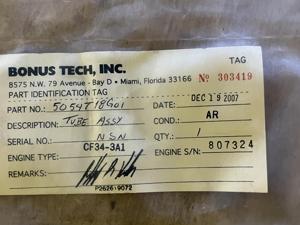 TAG
BONUS TECH, INC.
8575 N.W. 79 Avenue - Bay D • Miami, Florida 33166 Nº 303419
PART IDENTIFICATION TAG
PART NO.: 5054T18G01 DATE: DEC 19 2007
DESCRIPTION: TUBE ASSY COND: AR
SERIAL NO.: NSN QTY.: 1
ENGINE TYPE: CF34-3A1 ENGINE S/N: 807324
REMARKS:
P262619072